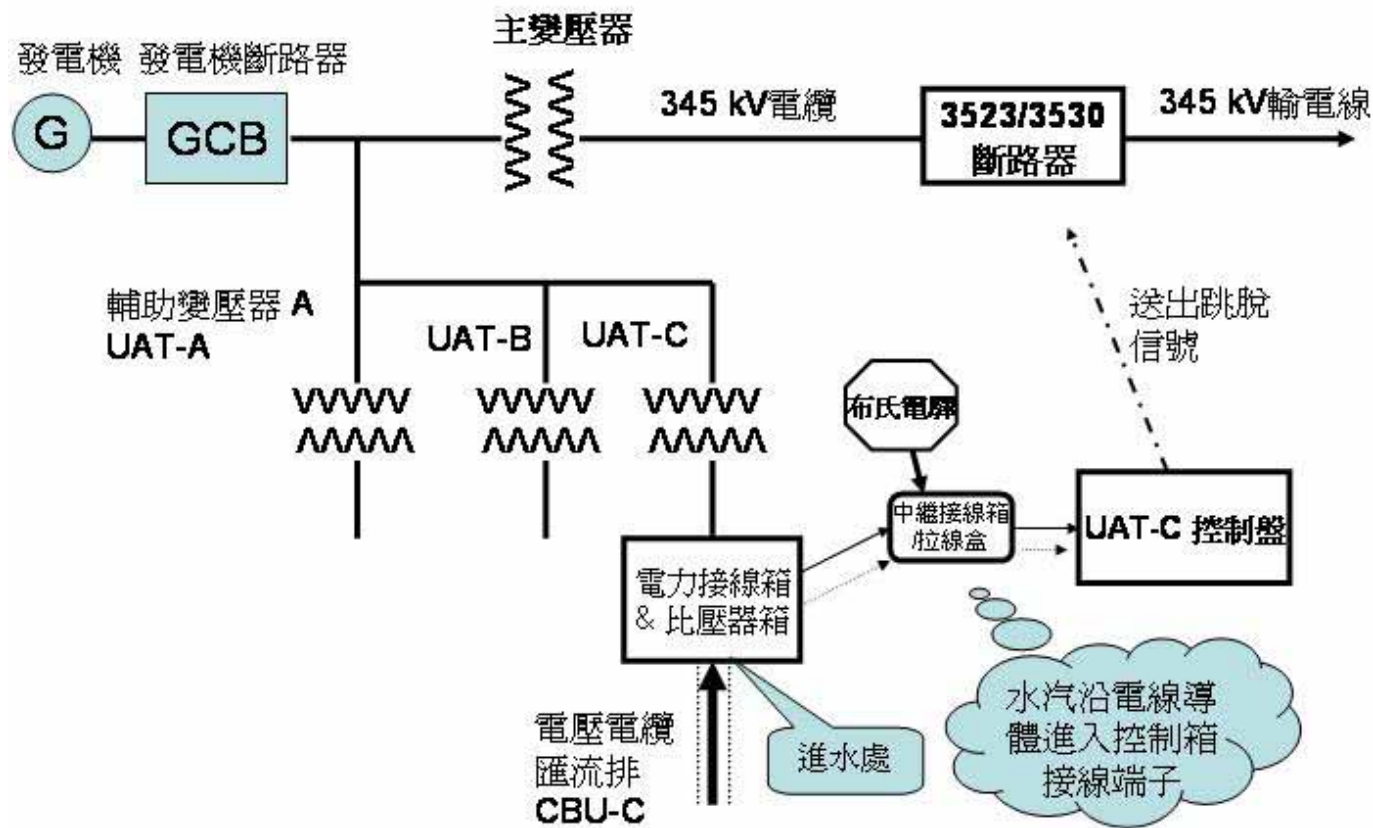 主變壓器
發電機 發電機斷路器
G
GCB
345 kV電纜
3523/3530
斷路器
345 kV輸電線
輔助變壓器 A
UAT-A
UAT-B
UAT-C
送出跳脫
信號
布氏電驛
中繼接線箱
/拉線盒
UAT-C 控制盤
電力接線箱
& 比壓器箱
電壓電纜
匯流排
CBU-C
進水處
水汽沿電線導
體進入控制箱
接線端子